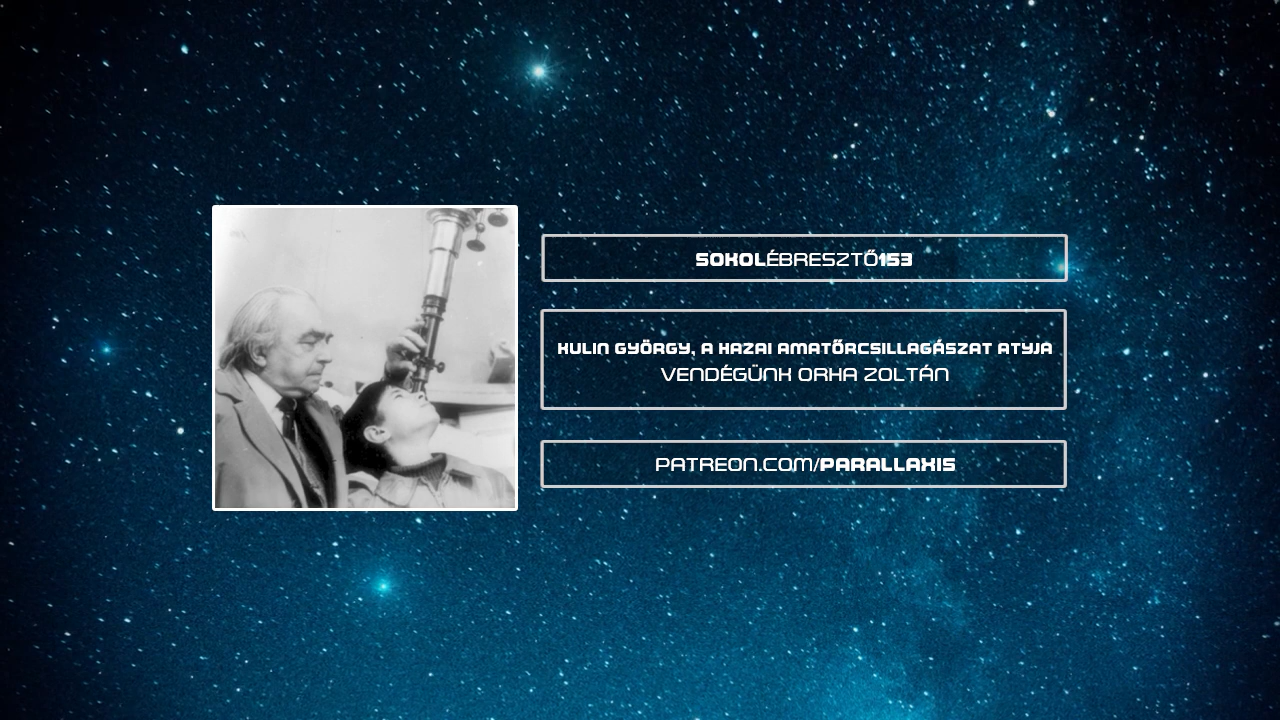 SOKOLÉBRESZTŐ153
KULIN GYÖRGY, A HAZAI AMATŐRCSILLAGÁSZAT ATYJA
VENDÉGÜNK ORHA ZOLTÁN
PATREON.COM/PARALLAXIS